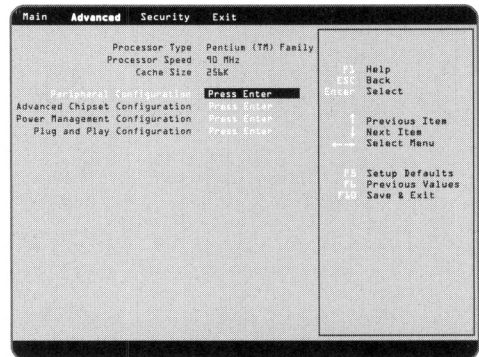 Main Advanced Security Exit
Processor Type Pentium (TM) Family
Processor Speed 90 MHz
Cache Size 256K
Peripheral Configuration Press Enter
Advanced Chipset Configuration Press Enter
Power Management Configuration Press Enter
Plug and Play Configuration Press Enter
F1 Help
ESC Back
Enter Select
↑ Previous Item
↓ Next Item
←→ Select Menu
F5 Setup Defaults
F6 Previous Values
F10 Save & Exit